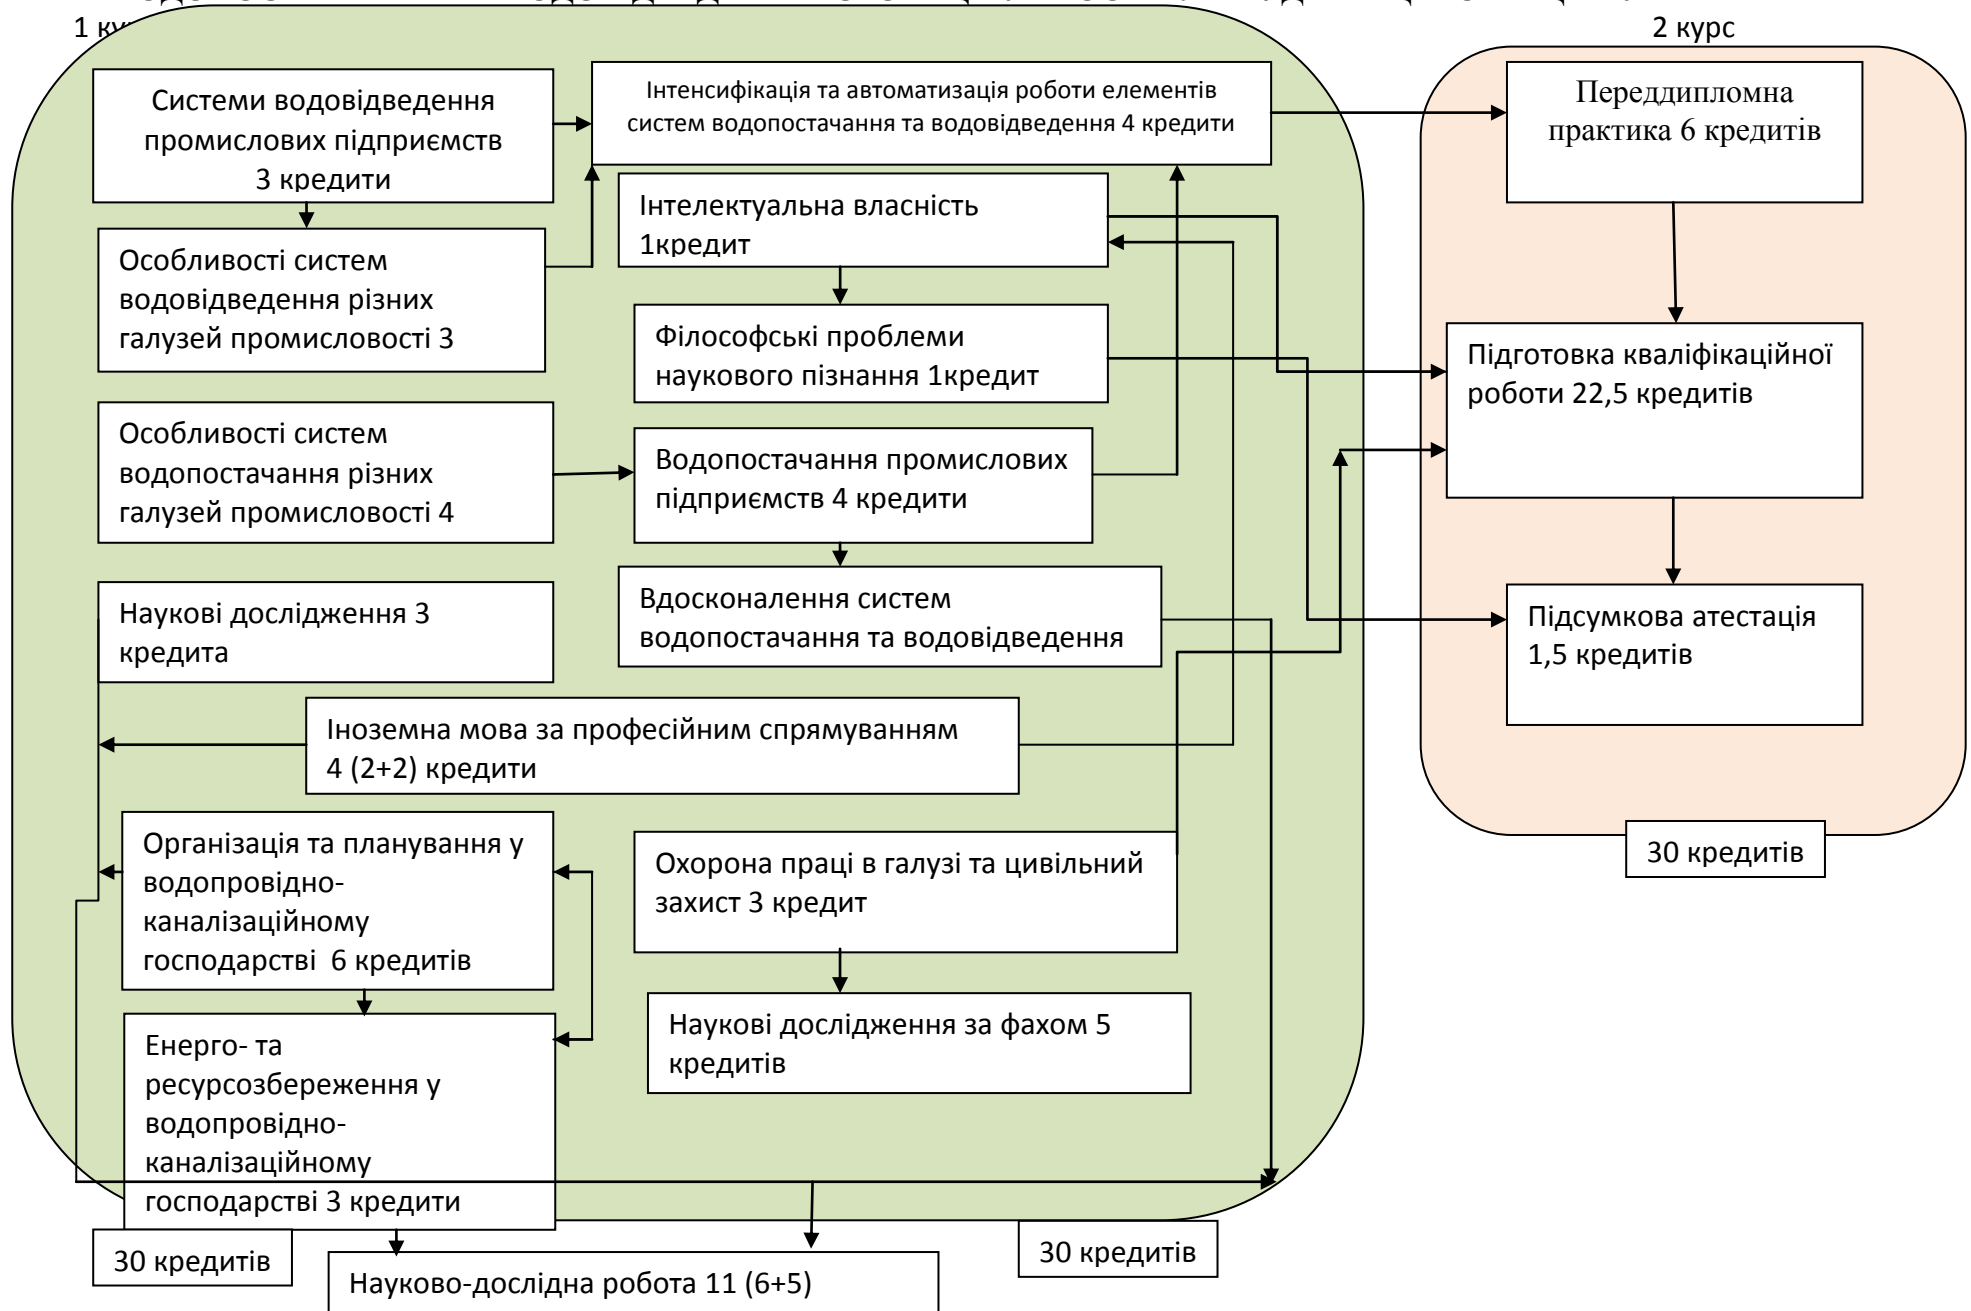 1 ку
2 курс
Системи водовідведення
промислових підприємств
3 кредити
Інтенсифікація та автоматизація роботи елементів
систем водопостачання та водовідведення 4 кредити
Переддипломна
практика 6 кредитів
Інтелектуальна власність
1кредит
Особливості систем
водовідведення різних
галузей промисловості 3
Філософські проблеми
наукового пізнання 1кредит
Підготовка кваліфікаційної
роботи 22,5 кредитів
Особливості систем
водопостачання різних
галузей промисловості 4
Водопостачання промислових
підприємств 4 кредити
Наукові дослідження 3
кредита
Вдосконалення систем
водопостачання та водовідведення
Підсумкова атестація
1,5 кредитів
Іноземна мова за професійним спрямуванням
4 (2+2) кредити
Організація та планування у
водопровідно-
каналізаційному
господарстві 6 кредитів
Охорона праці в галузі та цивільний
захист 3 кредит
30 кредитів
Наукові дослідження за фахом 5
кредитів
Енерго- та
ресурсозбереження у
водопровідно-
каналізаційному
господарстві 3 кредити
30 кредитів
30 кредитів
Науково-дослідна робота 11 (6+5)